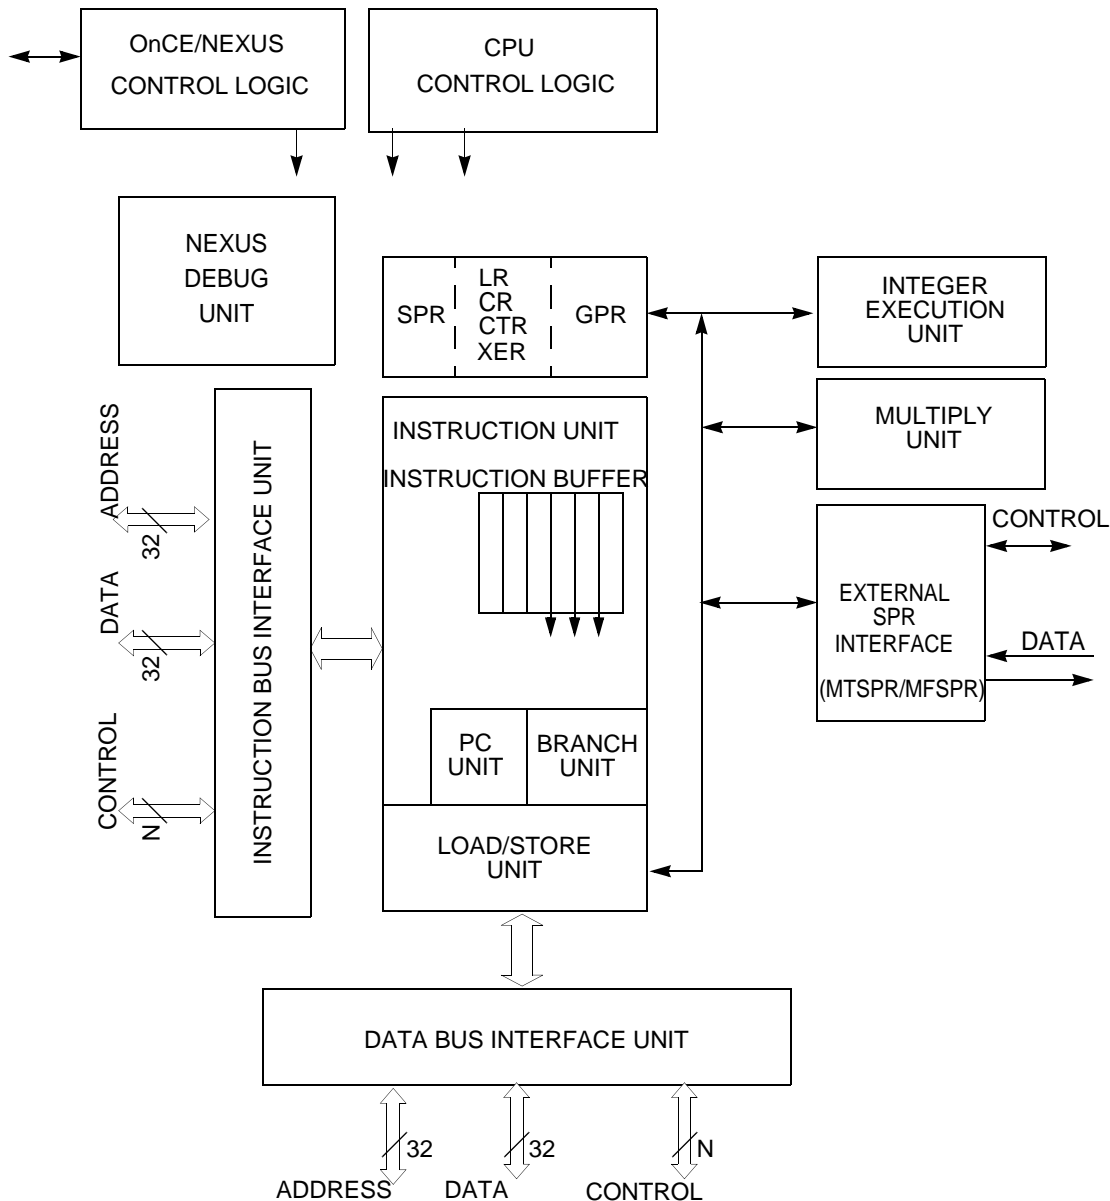 OnCE/NEXUS
CONTROL LOGIC
CPU
CONTROL LOGIC
NEXUS
DEBUG
UNIT
SPR
LR
CR
CTR
XER
GPR
INTEGER
EXECUTION
UNIT
MULTIPLY
UNIT
INSTRUCTION UNIT
INSTRUCTION BUFFER
ADDRESS
32
DATA
32
CONTROL
N
INSTRUCTION BUS INTERFACE UNIT
EXTERNAL
SPR
INTERFACE
(MTSPR/MFSPR)
CONTROL
DATA
PC
UNIT
BRANCH
UNIT
LOAD/STORE
UNIT
DATA BUS INTERFACE UNIT
32
32
N
ADDRESS
DATA
CONTROL